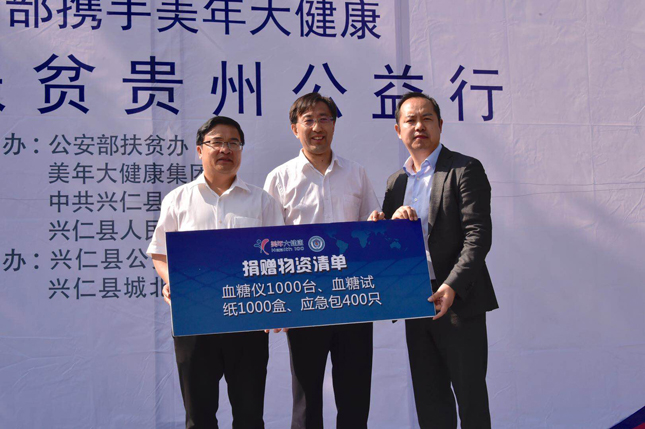 部携手美年大健康
贫贵州公益行
办：公安部扶贫办
美年大健康集团
中共兴仁县
兴仁县人民
办：兴仁县公
兴仁县城北
美年大健康
Health 100
捐赠物资清单
血糖仪1000台、血糖试
纸1000盒、应急包400只